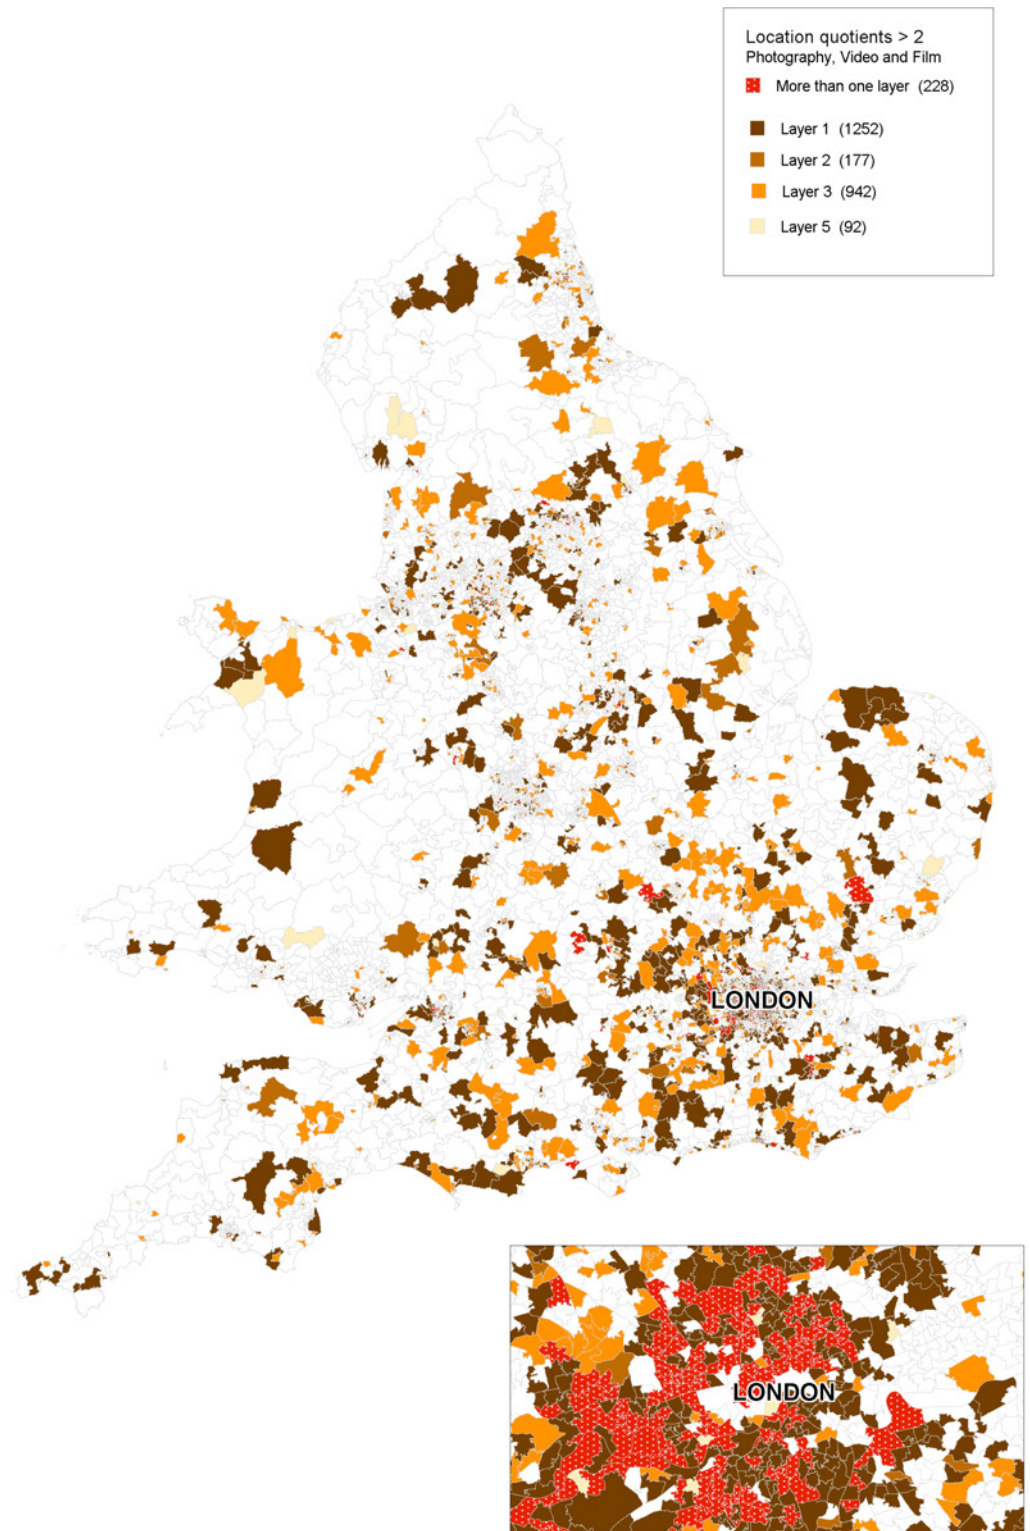 Location quotients > 2
Photography, Video and Film
More than one layer (228)
Layer 1 (1252)
Layer 2 (177)
Layer 3 (942)
Layer 5 (92)
LONDON
LONDON